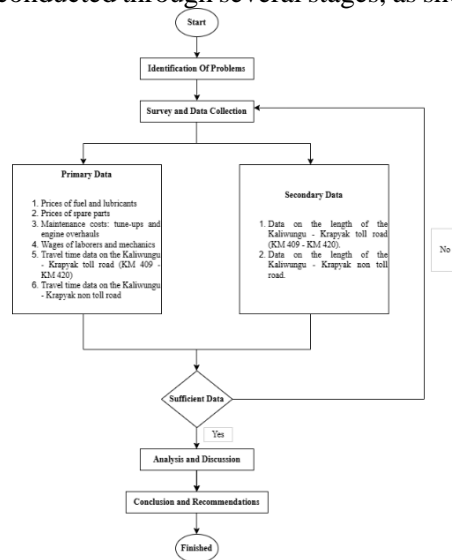 conducted through several stages, as
Start
Identification Of Problems
Survey and Data Collection
Primary Data
1. Prices of fuel and lubricants
2. Prices of spare parts
3. Maintenance costs: tune-ups and
engine overhauls
4. Wages of laborers and mechanics
5. Travel time data on the Kaliwungu
- Krapyak toll road (KM 409 -
KM 420)
6. Travel time data on the Kaliwungu
- Krapyak non toll road
Secondary Data
1. Data on the length of the
Kaliwungu - Krapyak toll road
(KM 409 - KM 420).
2. Data on the length of the
Kaliwungu - Krapyak non toll
road.
No
Sufficient Data
Yes
Analysis and Discussion
Conclusion and Recommendations
Finished